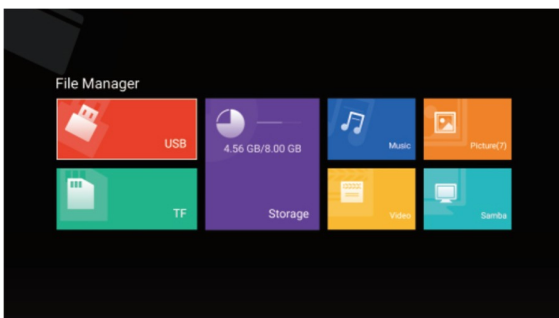 File Manager
USB
4.56 GB/8.00 GB
Music
Picture(7)
TF
Storage
Video
Samba